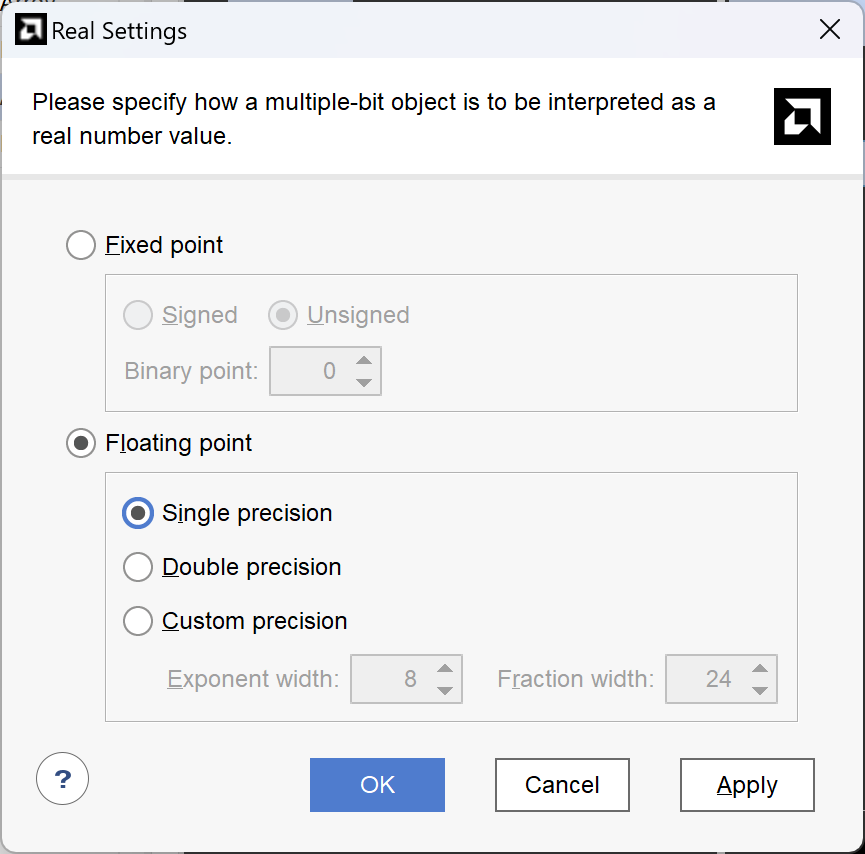 Real Settings
Please specify how a multiple-bit object is to be interpreted as a
real number value.
Fixed point
Signed Unsigned
Binary point: 0
Floating point
Single precision
Double precision
Custom precision
Exponent width: 8 Fraction width: 24
? OK Cancel Apply